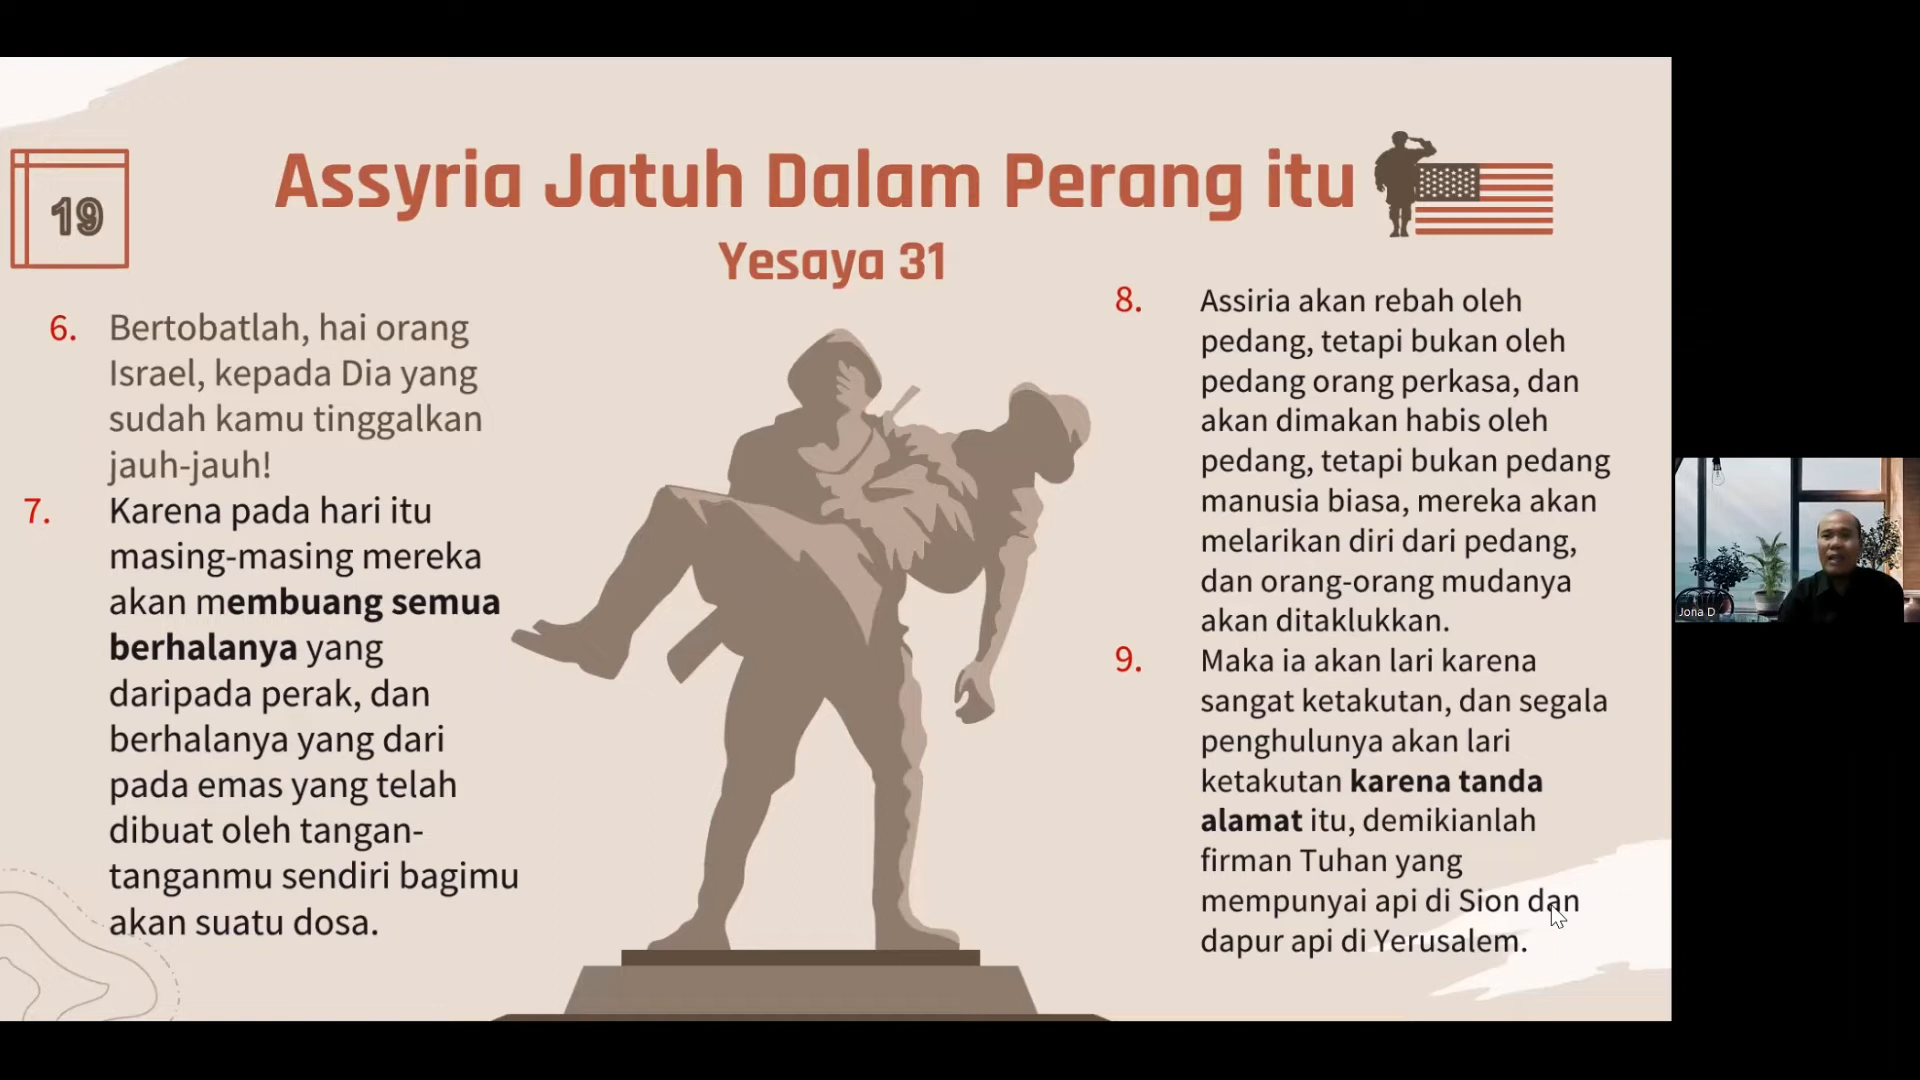 19
Assyria Jatuh Dalam Perang itu
Yesaya 31
6. Bertobatlah, hai orang
Israel, kepada Dia yang
sudah kamu tinggalkan
jauh-jauh!
7. Karena pada hari itu
masing-masing mereka
akan membuang semua
berhalanya yang
daripada perak, dan
berhalanya yang dari
pada emas yang telah
dibuat oleh tangan-
tanganmu sendiri bagimu
akan suatu dosa.
8. Assiria akan rebah oleh
pedang, tetapi bukan oleh
pedang orang perkasa, dan
akan dimakan habis oleh
pedang, tetapi bukan pedang
manusia biasa, mereka akan
melarikan diri dari pedang,
dan orang-orang mudanya
akan ditaklukkan.
9. Maka ia akan lari karena
sangat ketakutan, dan segala
penghulunya akan lari
ketakutan karena tanda
alamat itu, demikianlah
firman Tuhan yang
mempunyai api di Sion dan
dapur api di Yerusalem.
Jona D